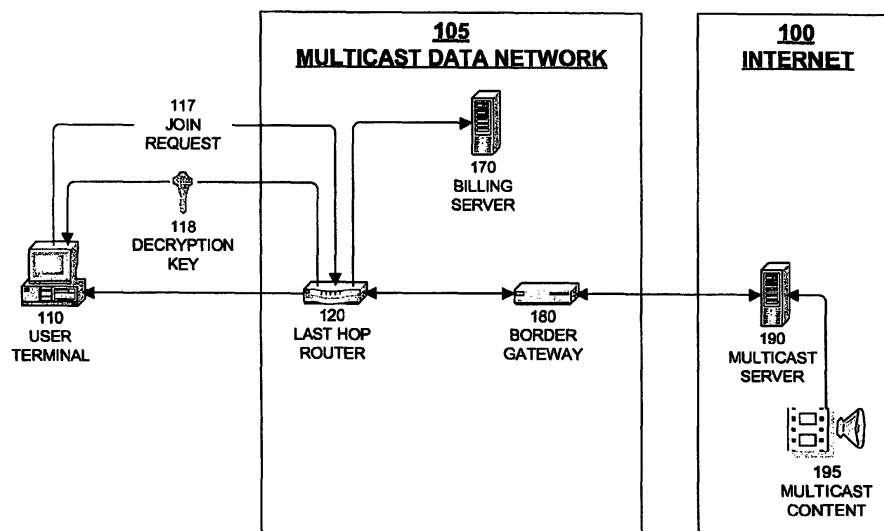 105
MULTICAST DATA NETWORK
100
INTERNET
117
JOIN
REQUEST
170
BILLING
SERVER
118
DECRYPTION
KEY
110
USER
TERMINAL
120
LAST HOP
ROUTER
180
BORDER
GATEWAY
190
MULTICAST
SERVER
195
MULTICAST
CONTENT